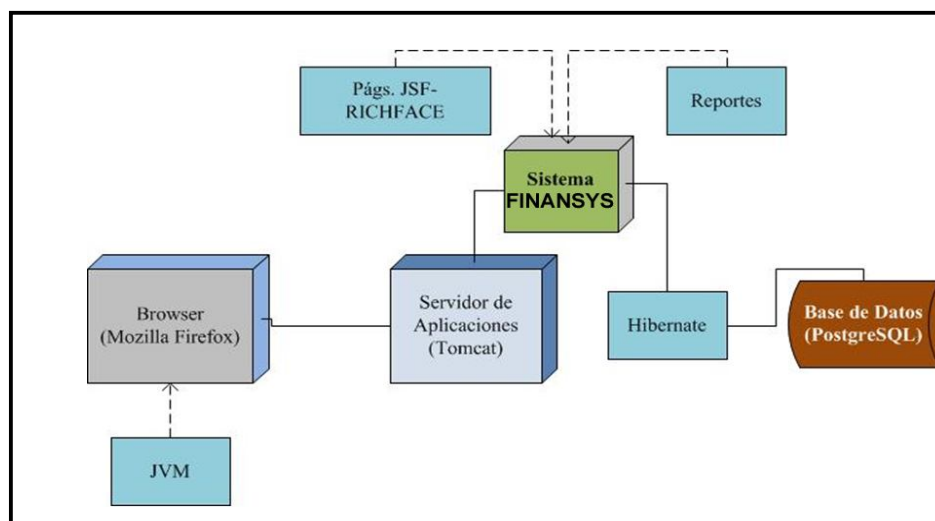 Págs. JSF-
RICHFACE
Reportes
Sistema
FINANSYS
Browser
(Mozilla Firefox)
Servidor de
Aplicaciones
(Tomcat)
Hibernate
Base de Datos
(PostgreSQL)
JVM